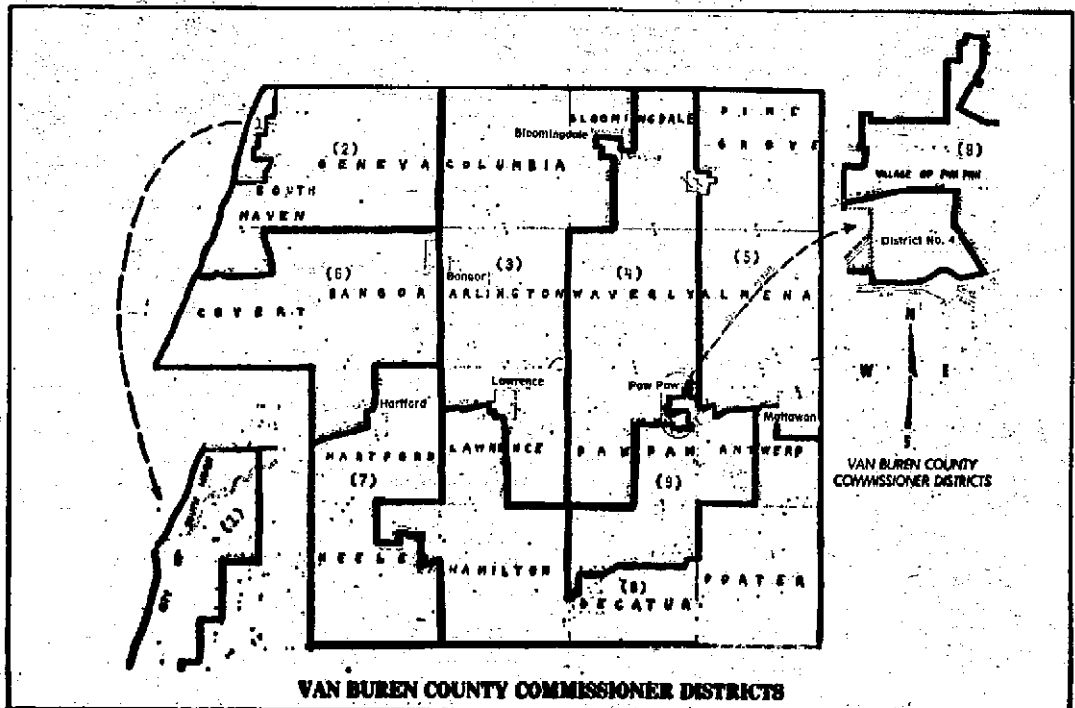 BLOOMINGDALE
PINE
GROVE
Bloomingdale
1
(2)
GENEVA COLUMBIA
SOUTH
HAVEN
(9)
VILLAGE OF PAW PAW
District No. 4
(6)
Bangor
(3)
(4)
(5)
BANGOR ARLINGTON WAVERLY ALMENA
COVERT
N
W E
S
VAN BUREN COUNTY
COMMISSIONER DISTRICTS
Lawrence
Paw Paw
Hartford
Mattawan
HARTFORD LAWRENCE PAW PAW ANTWERP
(7)
(9)
(1)
KEELER HAMILTON
(8)
DECATUR
PORTER
VAN BUREN COUNTY COMMISSIONER DISTRICTS